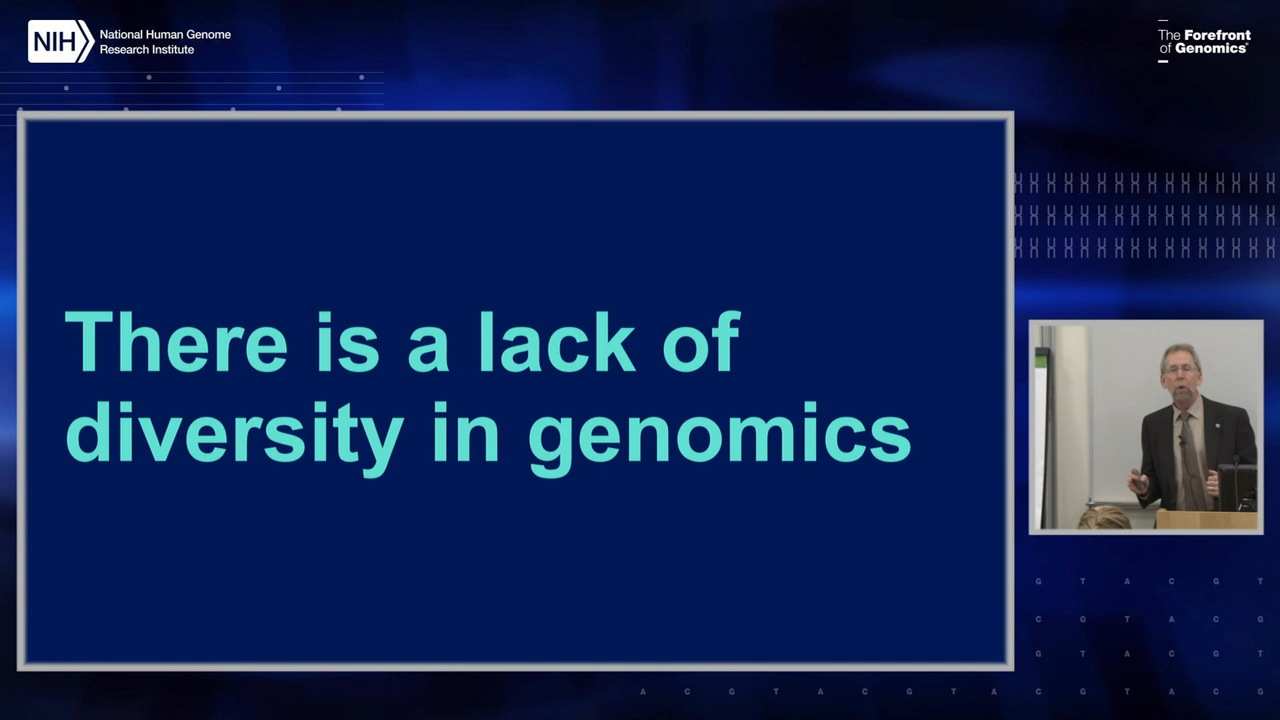 NIH
National Human Genome
Research Institute
The Forefront
of Genomics®
There is a lack of
diversity in genomics
G T A C G T
C G T A C G
G T A C G T
A C G T A C G T A C G T A C G